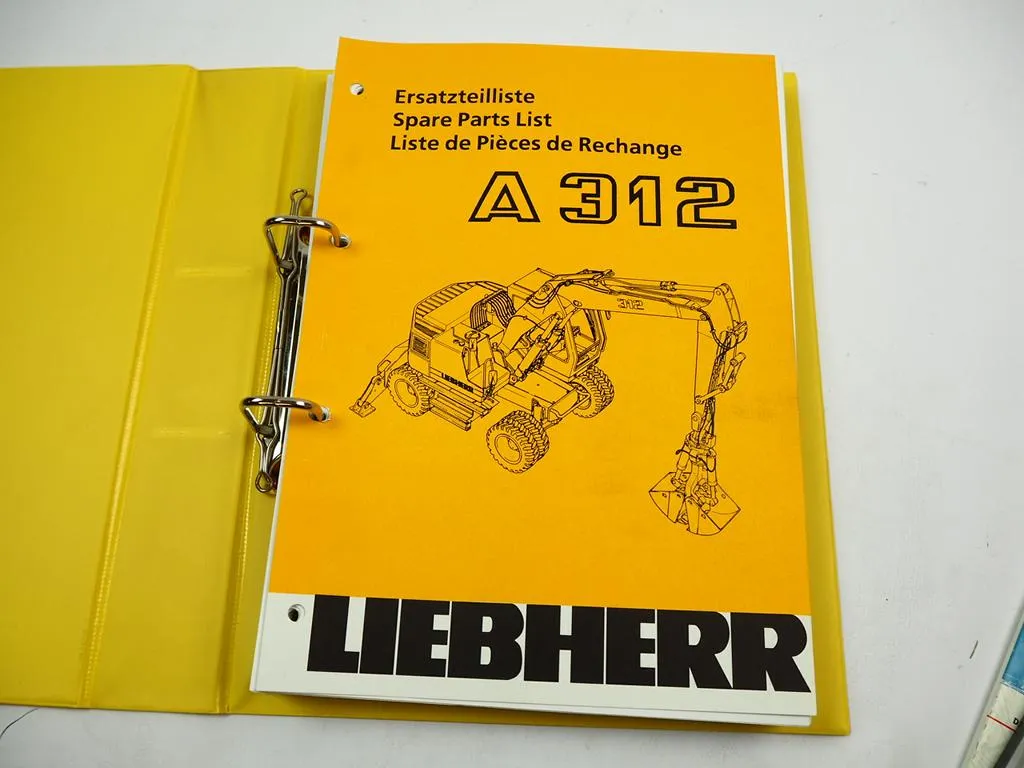 Ersatzteilliste
Spare Parts List
Liste de Pièces de Rechange
A 312
312
LIEBHERR
LIEBHERR